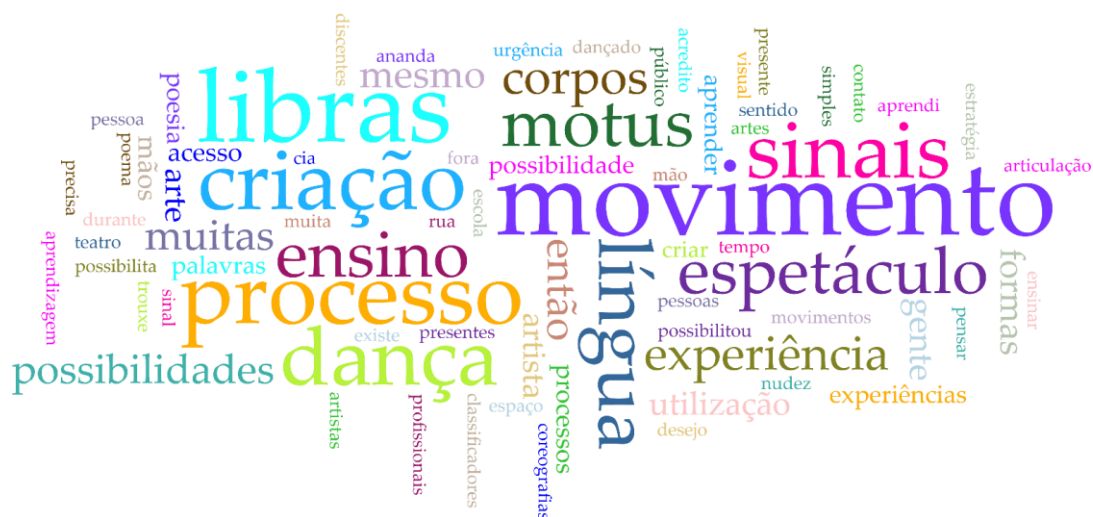 discentes
ananda
mesmo
urgência
dançado
corpos
público
acredito
presente
visual
aprender
simples
contato
sentido
aprendi
estratégia
libras
poesia
pessoa
poema
mãos
acesso
cia
motus
artes
sinais
articulação
precisa
arte
criação
fora
possibilidade
mão
movimento
durante
muita
rua
escola
teatro
muitas
ensino
então
língua
criar
tempo
espetáculo
formas
ensinar
aprendizagem
possibilita
palavras
trouxe
sinal
processo
pessoas
possibilitou
movimentos
gente
pensar
existe
presentes
artista
experiência
possibilidades
dança
processos
nudez
utilização
experiências
artistas
profissionais
classificadores
espaço
coreografias
desejo